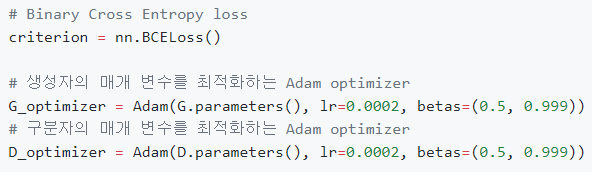 # Binary Cross Entropy loss
criterion = nn.BCELoss()
# 생성자의 매개 변수를 최적화하는 Adam optimizer
G_optimizer = Adam(G.parameters(), lr=0.0002, betas=(0.5, 0.999))
# 구분자의 매개 변수를 최적화하는 Adam optimizer
D_optimizer = Adam(D.parameters(), lr=0.0002, betas=(0.5, 0.999))